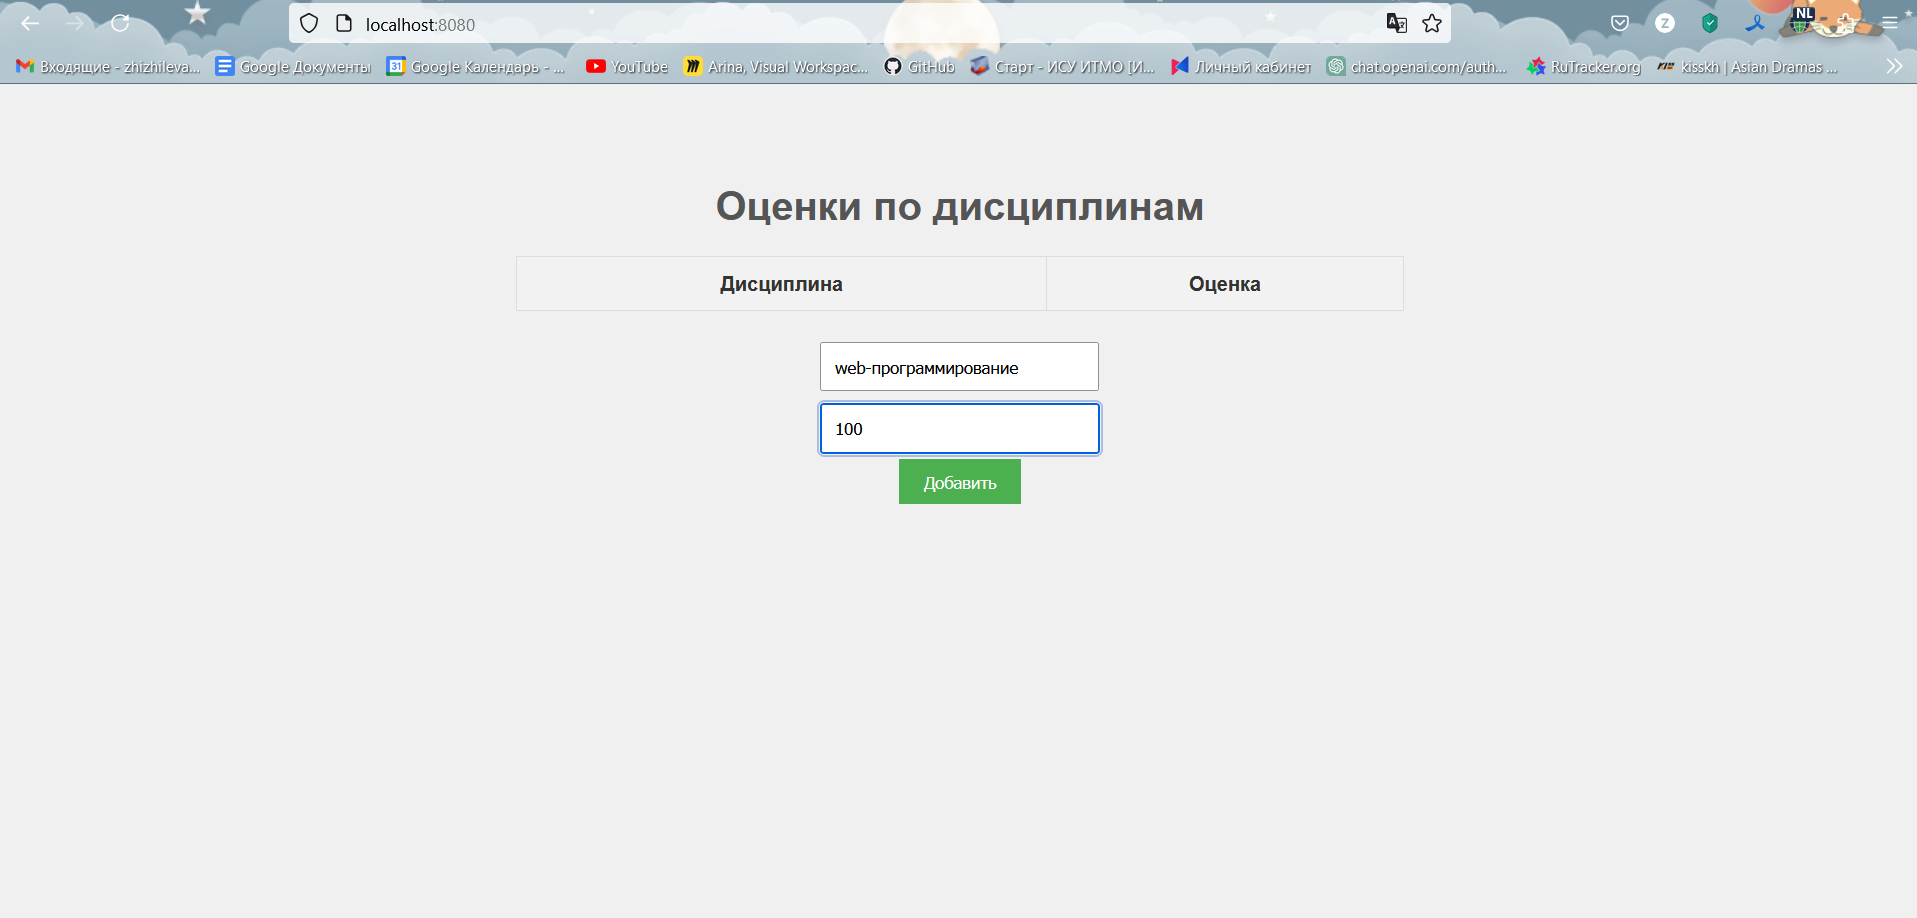 localhost:8080
NL
Входящие - zhizhileva... Google Документы Google Календарь - ... YouTube Arina, Visual Workspac... GitHub Старт - ИСУ ИТМО [И... Личный кабинет chat.openai.com/auth... RuTracker.org kisskh | Asian Dramas ...
Оценки по дисциплинам
Дисциплина Оценка
web-программирование
100
Добавить